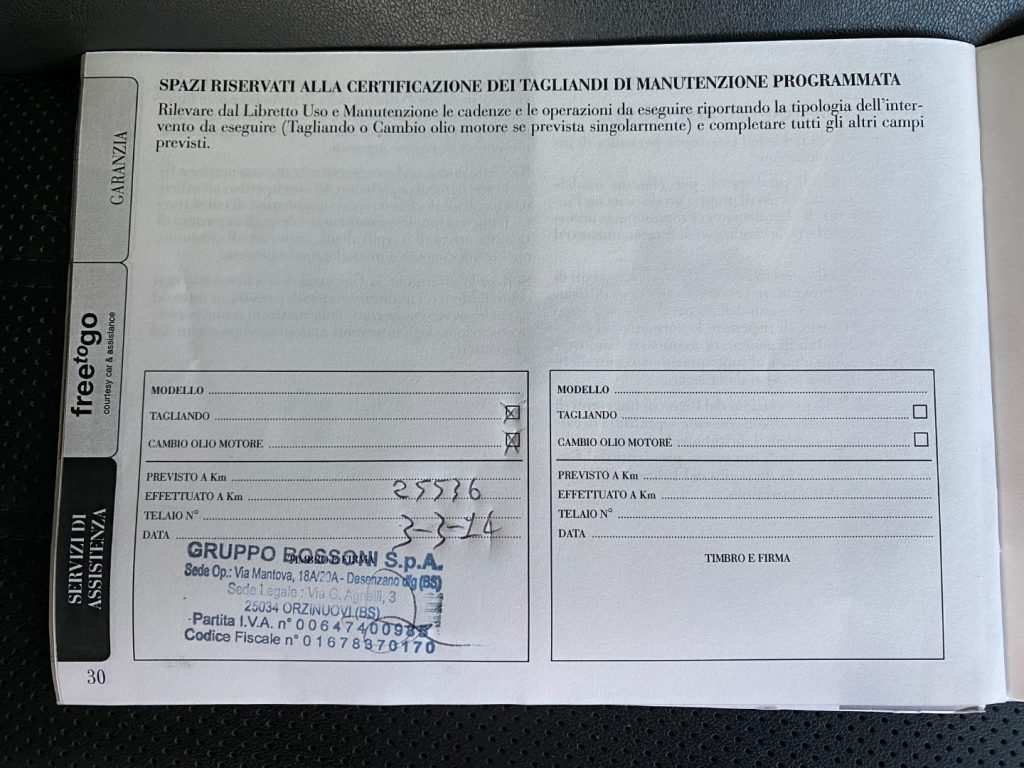 SPAZI RISERVATI ALLA CERTIFICAZIONE DEI TAGLIANDI DI MANUTENZIONE PROGRAMMATA
Rilevare dal Libretto Uso e Manutenzione le cadenze e le operazioni da eseguire riportando la tipologia dell'inter-
vento da eseguire (Tagliando o Cambio olio motore se prevista singolarmente) e completare tutti gli altri campi
previsti.
GARANZIA
freetogo
courtesy car & assistance
SERVIZI DI
ASSISTENZA
MODELLO
TAGLIANDO
CAMBIO OLIO MOTORE
PREVISTO A Km
EFFETTUATO A Km 25536
TELAIO N°
DATA 3-3-14
TIMBRO E FIRMA
GRUPPO BOSSONI S.p.A.
Sede Op.: Via Mantova, 18A/20A - Desenzano d/g (BS)
Sede Legale : Via G. Agnelli, 3
25034 ORZINUOVI (BS)
Partita I.V.A. n° 00647400985
Codice Fiscale n° 01678370170
MODELLO
TAGLIANDO
CAMBIO OLIO MOTORE
PREVISTO A Km
EFFETTUATO A Km
TELAIO N°
DATA
TIMBRO E FIRMA
30